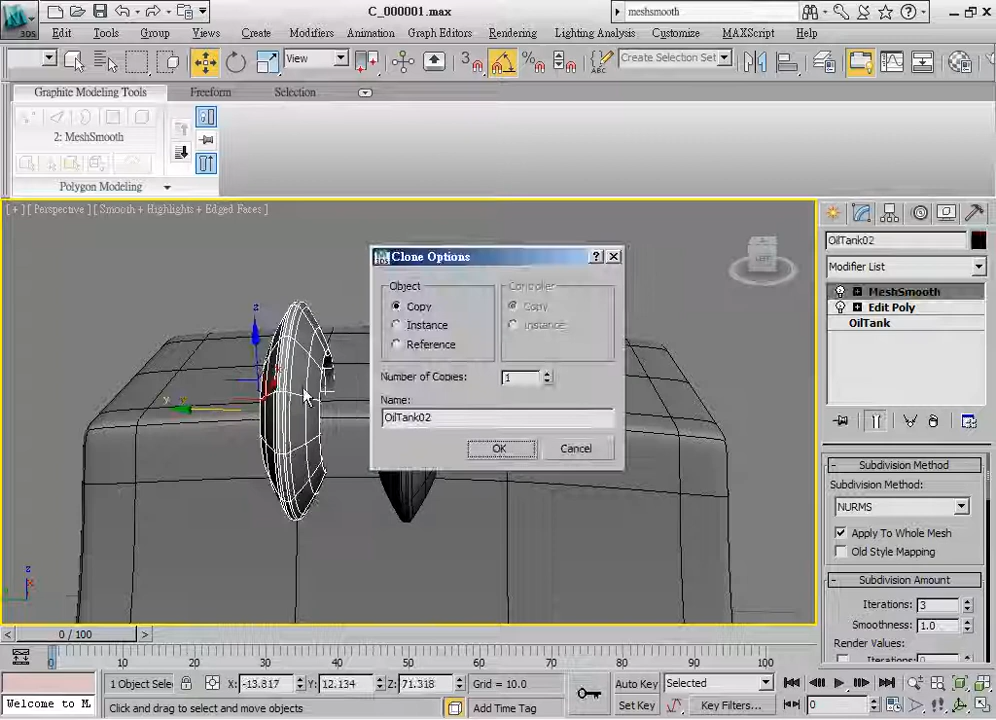 C_000001.max
meshsmooth
3DS
Edit Tools Group Views Create Modifiers Animation Graph Editors Rendering Lighting Analysis Customize MAXScript Help
View
3
%
ABC
Create Selection Set
Graphite Modeling Tools Freeform Selection
2: MeshSmooth
Polygon Modeling
[ + ] [ Perspective ] [ Smooth + Highlights + Edged Faces ]
LEFT
OilTank02
Modifier List
MeshSmooth
Edit Poly
OilTank
Clone Options
Object
Copy
Instance
Reference
Controller
Copy
Instance
Number of Copies: 1
Name:
OilTank02
OK Cancel
z
x
y
z
x
Subdivision Method
Subdivision Method:
NURMS
Apply To Whole Mesh
Old Style Mapping
Subdivision Amount
Iterations: 3
Smoothness: 1.0
Render Values:
Iterations: 0
0 / 100
0 10 20 30 40 50 60 70 80 90 100
1 Object Sele
X: -13.817 Y: 12.134 Z: 71.318 Grid = 10.0
Auto Key Selected
Welcome to M
Click and drag to select and move objects
Add Time Tag
Set Key Key Filters...
0